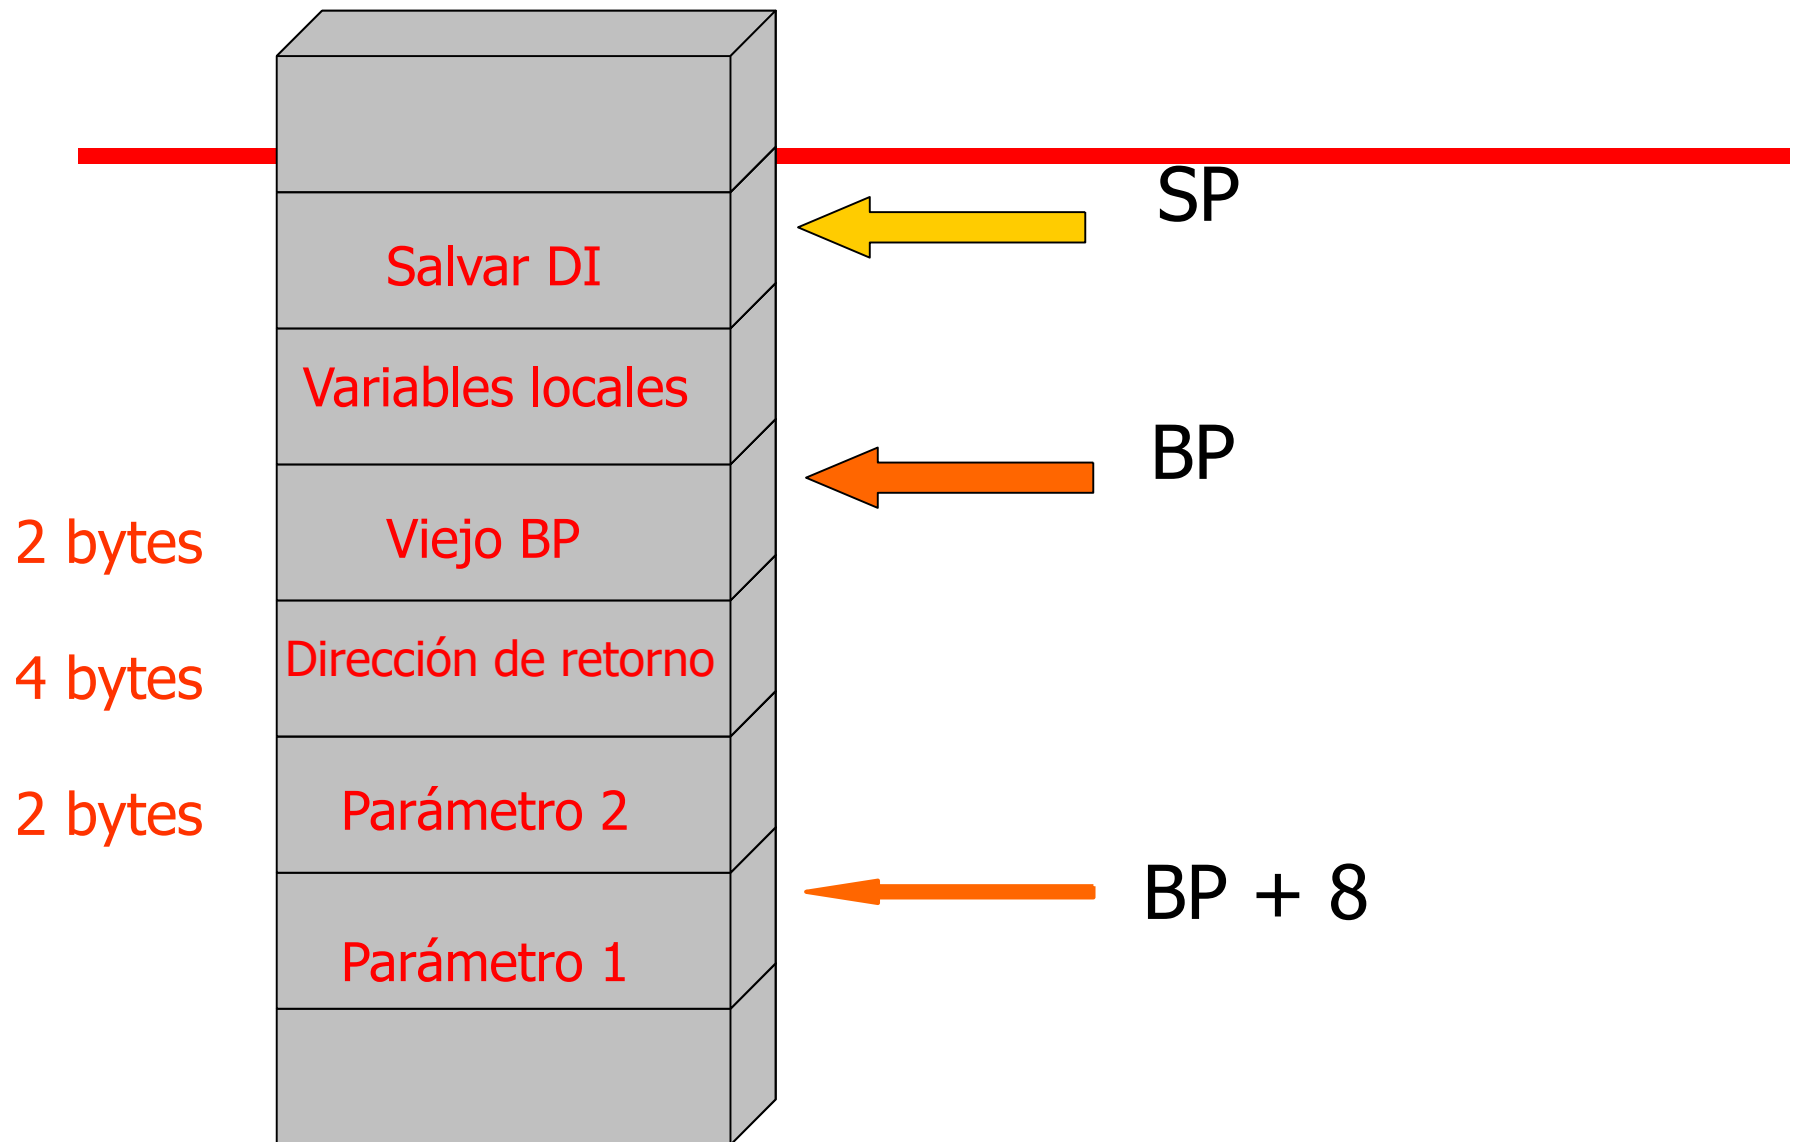 SP
Salvar DI
Variables locales
BP
2 bytes
Viejo BP
4 bytes
Dirección de retorno
2 bytes
Parámetro 2
BP + 8
Parámetro 1